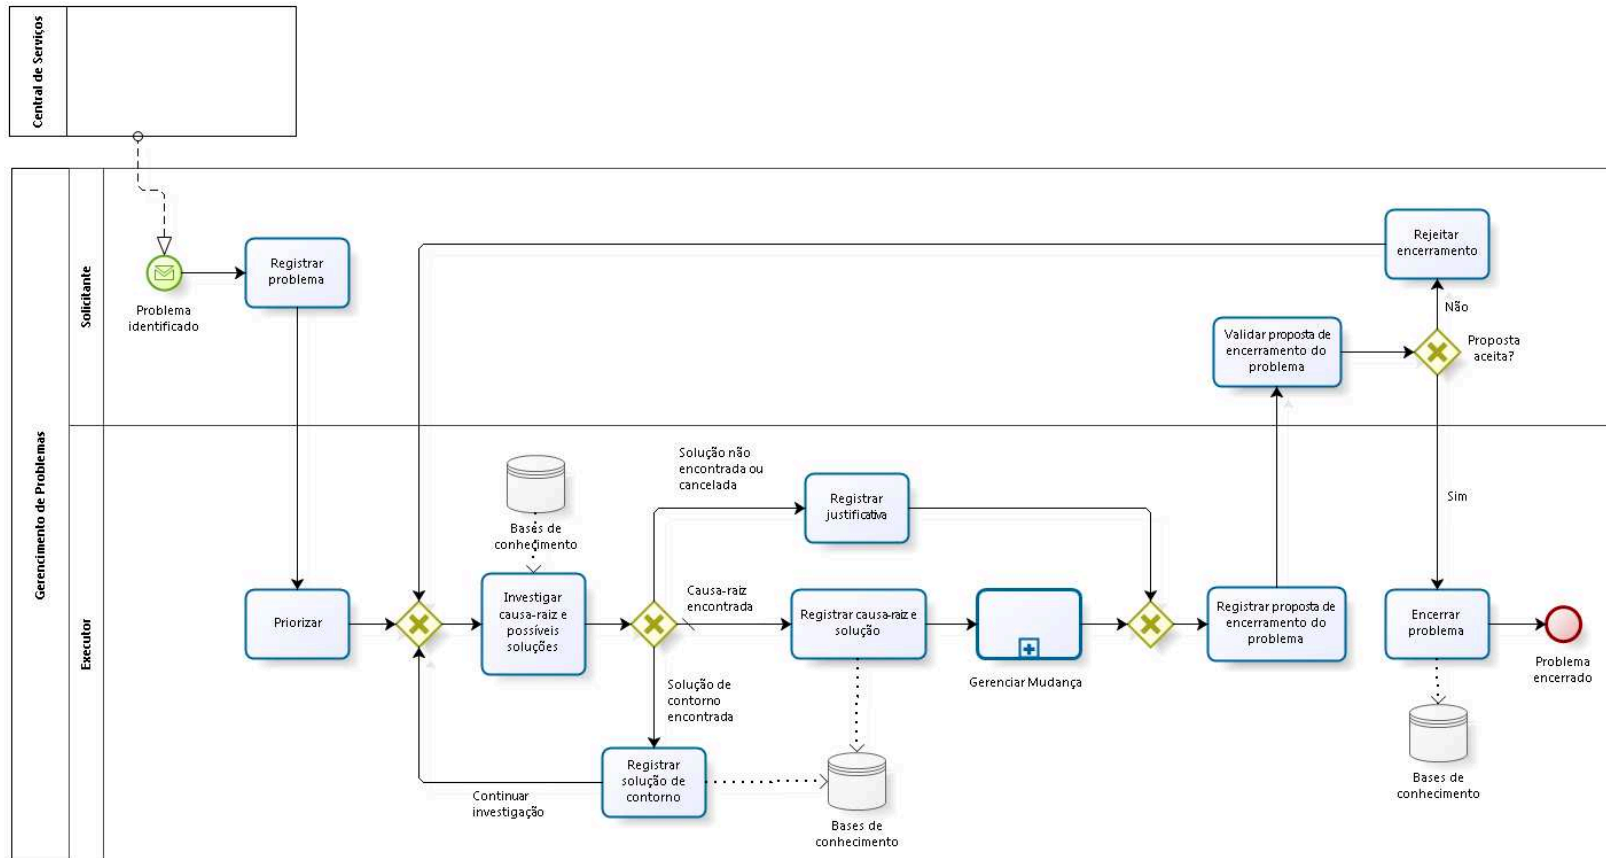 Central de Serviços
Gerencimento de Problemas
Solicitante
Problema
identificado
Registrar
problema
Rejeitar
encerramento
Não
Validar proposta de
encerramento do
problema
Proposta
aceita?
Sim
Executor
Priorizar
Bases de
conhecimento
Investigar
causa-raiz e
possíveis
soluções
Solução não
encontrada ou
cancelada
Registrar
justificativa
Causa-raiz
encontrada
Registrar causa-raiz e
solução
Gerenciar Mudança
Solução de
contorno
encontrada
Registrar
solução de
contorno
Continuar
investigação
Bases de
conhecimento
Registrar proposta de
encerramento do
problema
Encerrar
problema
Problema
encerrado
Bases de
conhecimento